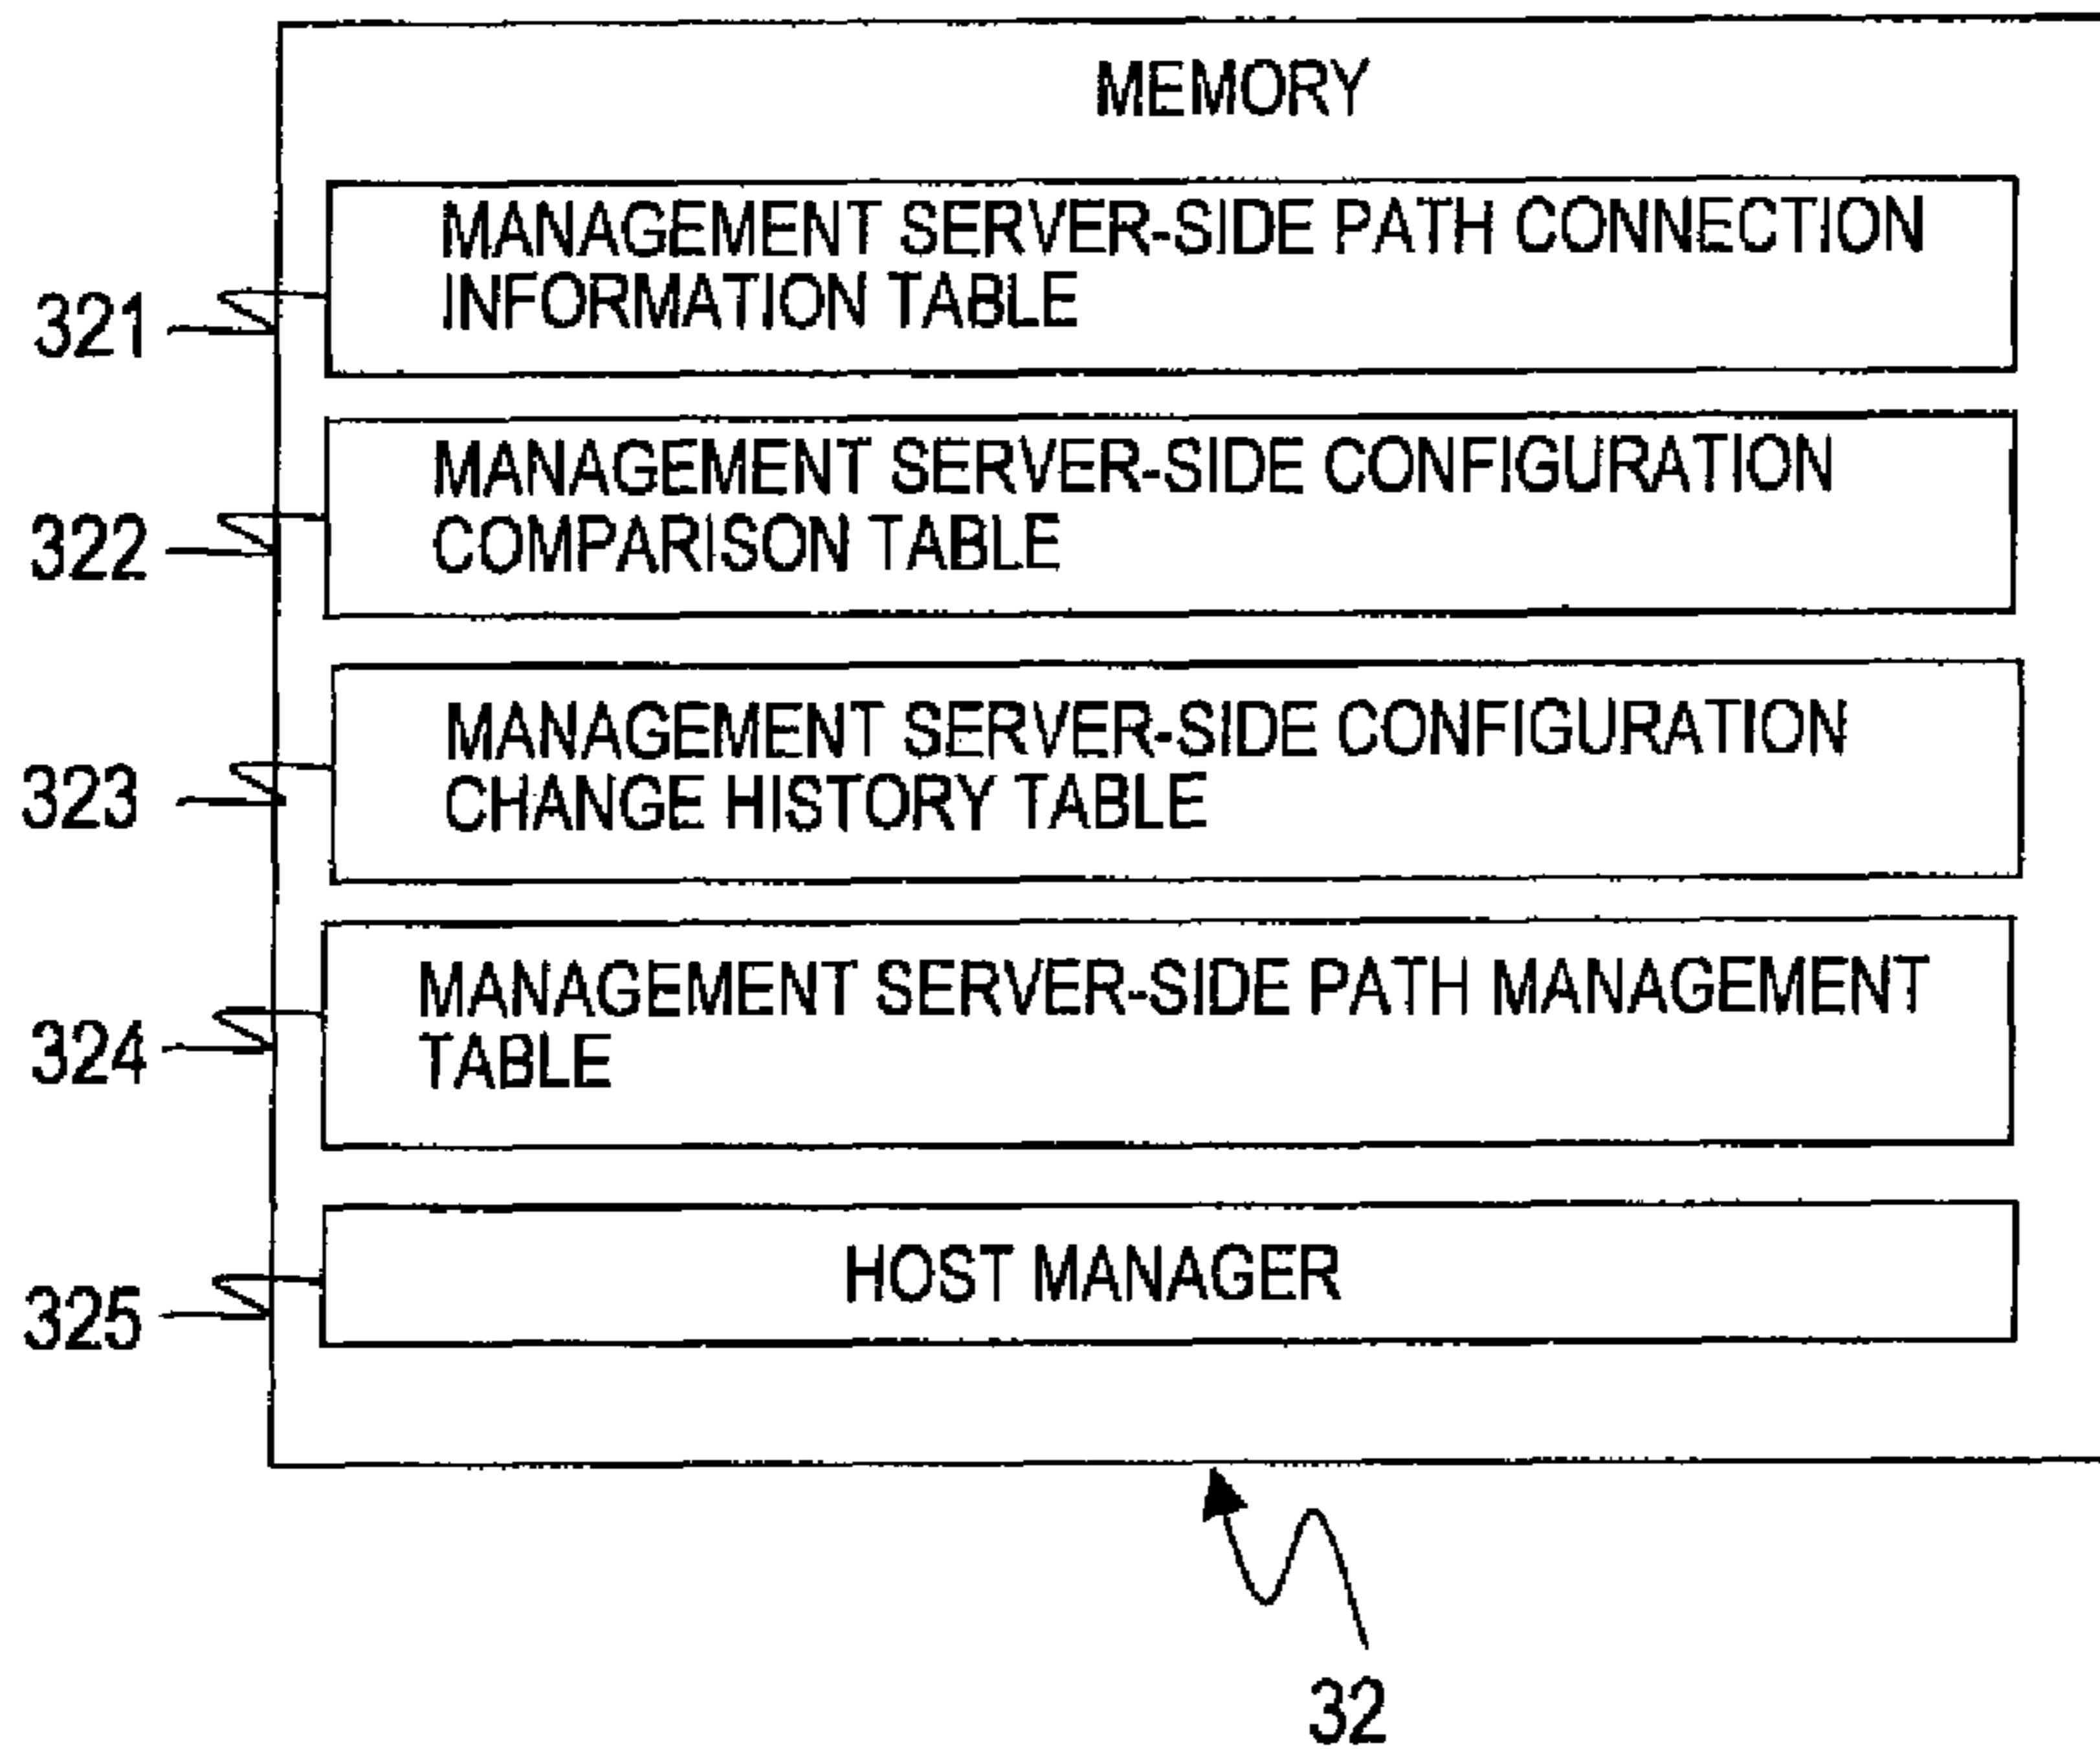 MEMORY
321
MANAGEMENT SERVER-SIDE PATH CONNECTION
INFORMATION TABLE
322
MANAGEMENT SERVER-SIDE CONFIGURATION
COMPARISON TABLE
323
MANAGEMENT SERVER-SIDE CONFIGURATION
CHANGE HISTORY TABLE
324
MANAGEMENT SERVER-SIDE PATH MANAGEMENT
TABLE
325
HOST MANAGER
32